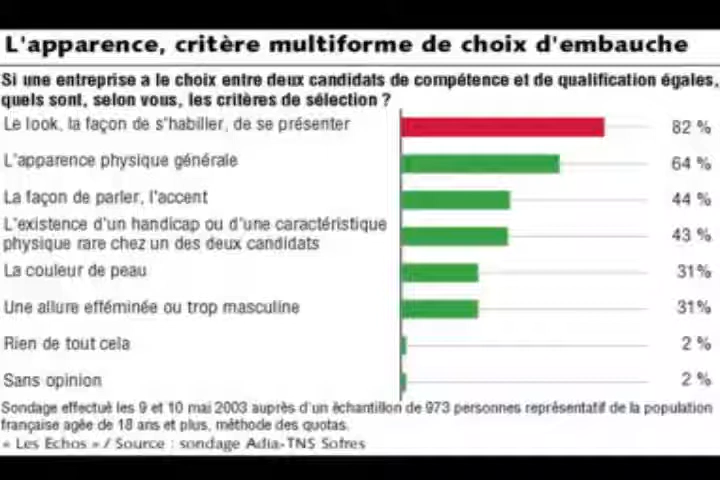 L'apparence, critère multiforme de choix d'embauche
Si une entreprise a le choix entre deux candidats de compétence et de qualification égales,
quels sont, selon vous, les critères de sélection ?
Le look, la façon de s'habiller, de se présenter 82 %
L'apparence physique générale 64 %
La façon de parler, l'accent 44 %
L'existence d'un handicap ou d'une caractéristique
physique rare chez un des deux candidats 43 %
La couleur de peau 31%
Une allure efféminée ou trop masculine 31%
Rien de tout cela 2 %
Sans opinion 2 %
Sondage effectué les 9 et 10 mai 2003 auprès d'un échantillon de 973 personnes représentatif de la population
française agée de 18 ans et plus, méthode des quotas.
« Les Echos » / Source : sondage Adia-TNS Sofres